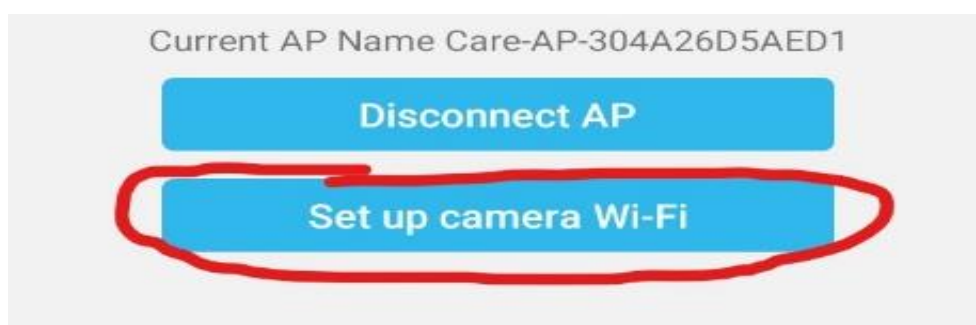 Current AP Name Care-AP-304A26D5AED1
Disconnect AP
Set up camera Wi-Fi